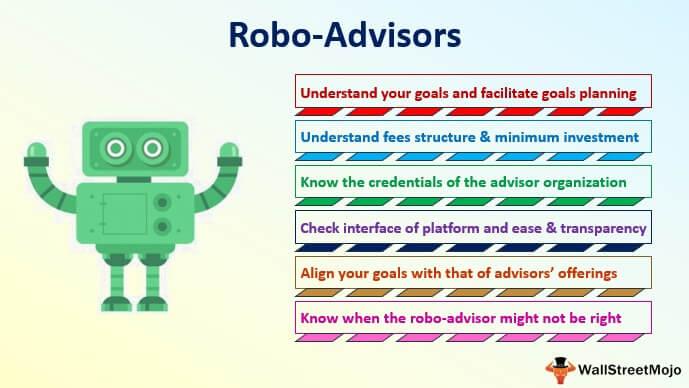 Robo-Advisors
Understand your goals and facilitate goals planning
Understand fees structure & minimum investment
Know the credentials of the advisor organization
Check interface of platform and ease & transparency
Align your goals with that of advisors’ offerings
Know when the robo-advisor might not be right
WallStreetMojo